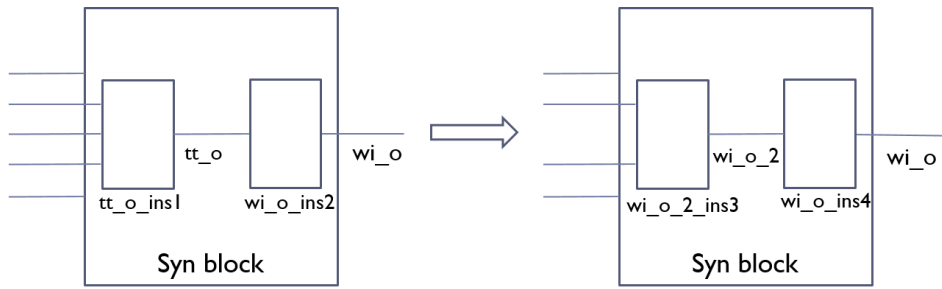 tt_o
wi_o
tt_o_ins1
wi_o_ins2
Syn block
wi_o_2
wi_o
wi_o_2_ins3
wi_o_ins4
Syn block